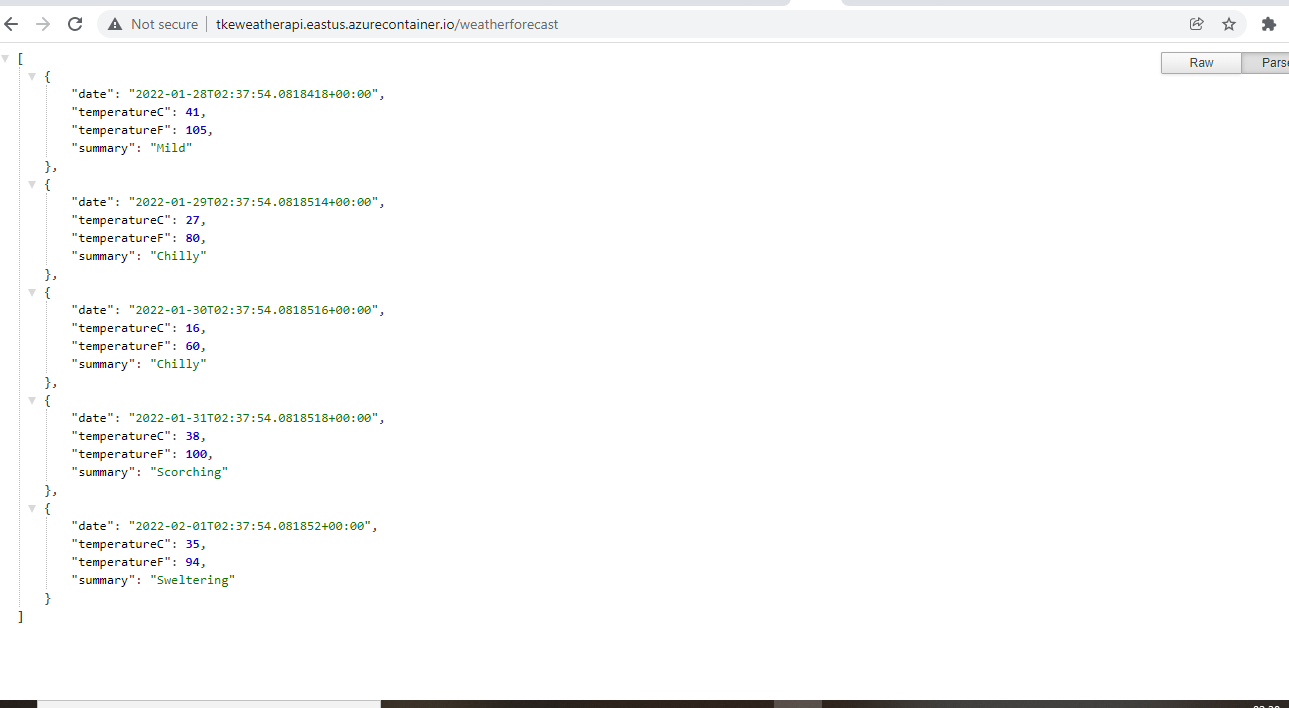 Not secure | tkeweatherapi.eastus.azurecontainer.io/weatherforecast
Raw Parse
[
{
"date": "2022-01-28T02:37:54.0818418+00:00",
"temperatureC": 41,
"temperatureF": 105,
"summary": "Mild"
},
{
"date": "2022-01-29T02:37:54.0818514+00:00",
"temperatureC": 27,
"temperatureF": 80,
"summary": "Chilly"
},
{
"date": "2022-01-30T02:37:54.0818516+00:00",
"temperatureC": 16,
"temperatureF": 60,
"summary": "Chilly"
},
{
"date": "2022-01-31T02:37:54.0818518+00:00",
"temperatureC": 38,
"temperatureF": 100,
"summary": "Scorching"
},
{
"date": "2022-02-01T02:37:54.081852+00:00",
"temperatureC": 35,
"temperatureF": 94,
"summary": "Sweltering"
}
]